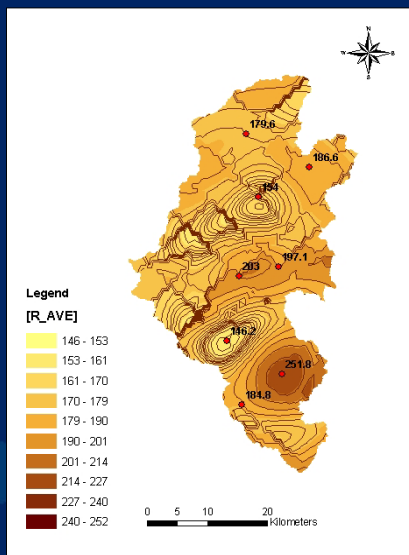 N
W E
S
179.6
186.6
154
197.1
203
146.2
251.8
184.8
Legend
[R_AVE]
146 - 153
153 - 161
161 - 170
170 - 179
179 - 190
190 - 201
201 - 214
214 - 227
227 - 240
240 - 252
0 5 10 20
Kilometers